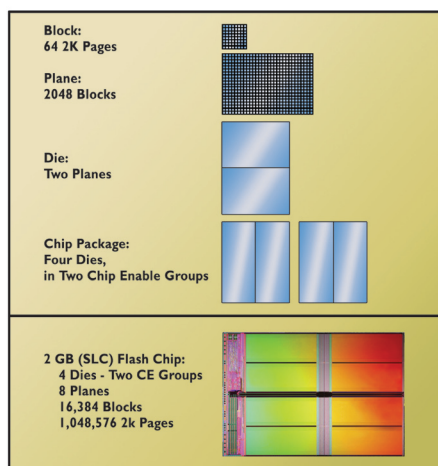 Block:
64 2K Pages
Plane:
2048 Blocks
Die:
Two Planes
Chip Package:
Four Dies,
in Two Chip Enable Groups
2 GB (SLC) Flash Chip:
4 Dies - Two CE Groups
8 Planes
16,384 Blocks
1,048,576 2k Pages